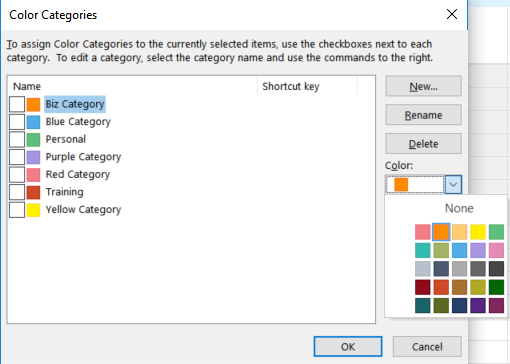 Color Categories
To assign Color Categories to the currently selected items, use the checkboxes next to each
category. To edit a category, select the category name and use the commands to the right.
Name Shortcut key
Biz Category
Blue Category
Personal
Purple Category
Red Category
Training
Yellow Category
New...
Rename
Delete
Color:
None
OK Cancel